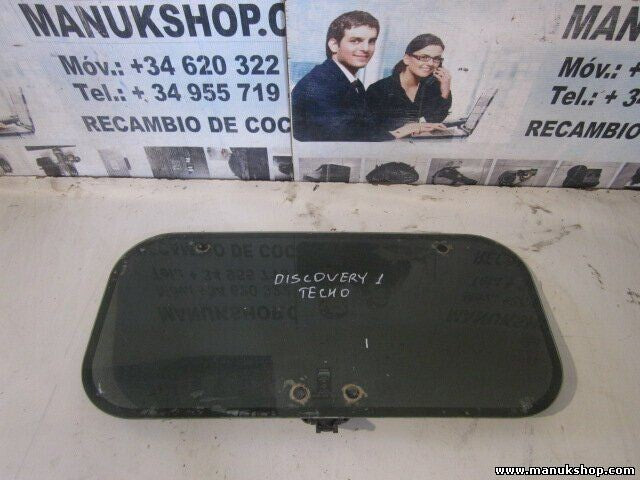 MANUKSHOP.COM
Móv.: +34 620 322
Tel.: + 34 955 719
RECAMBIO DE COC
MAN
Móv.:
Tel.: + 3
RECAMBIO
DISCOVERY 1
TECHO
www.manukshop.com